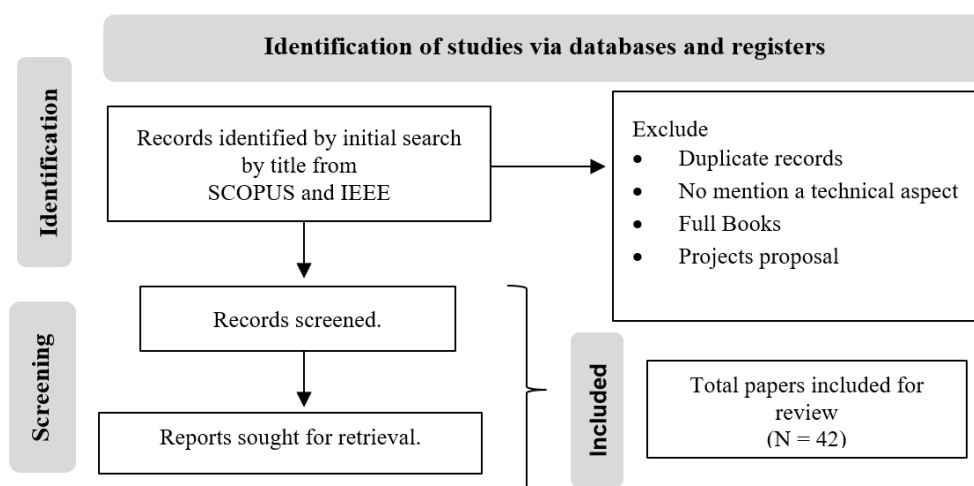 Identification of studies via databases and registers
Identification
Records identified by initial search
by title from
SCOPUS and IEEE
Exclude
• Duplicate records
• No mention a technical aspect
• Full Books
• Projects proposal
Screening
Records screened.
Reports sought for retrieval.
Included
Total papers included for
review
(N = 42)